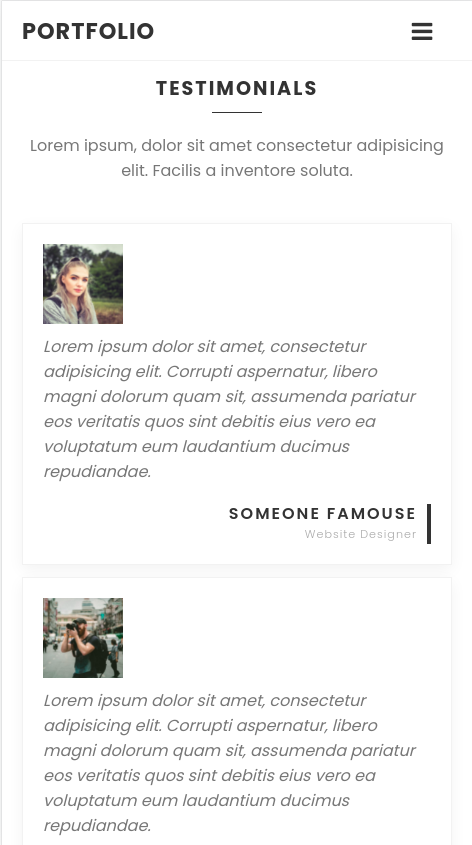 PORTFOLIO
TESTIMONIALS
Lorem ipsum, dolor sit amet consectetur adipisicing
elit. Facilis a inventore soluta.
Lorem ipsum dolor sit amet, consectetur
adipisicing elit. Corrupti aspernatur, libero
magni dolorum quam sit, assumenda pariatur
eos veritatis quos sint debitis eius vero ea
voluptatum eum laudantium ducimus
repudiandae.
SOMEONE FAMOUSE
Website Designer
Lorem ipsum dolor sit amet, consectetur
adipisicing elit. Corrupti aspernatur, libero
magni dolorum quam sit, assumenda pariatur
eos veritatis quos sint debitis eius vero ea
voluptatum eum laudantium ducimus
repudiandae.